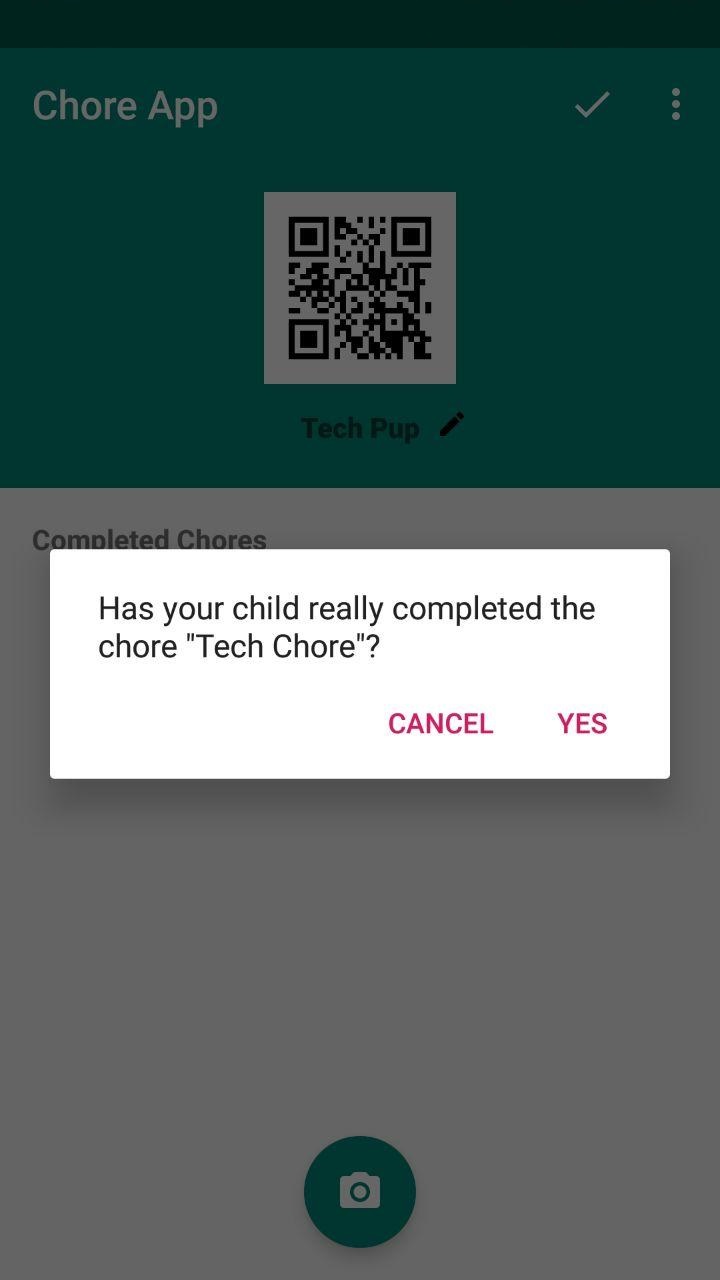 Chore App
Tech Pup
Completed Chores
Has your child really completed the
chore "Tech Chore"?
CANCEL YES